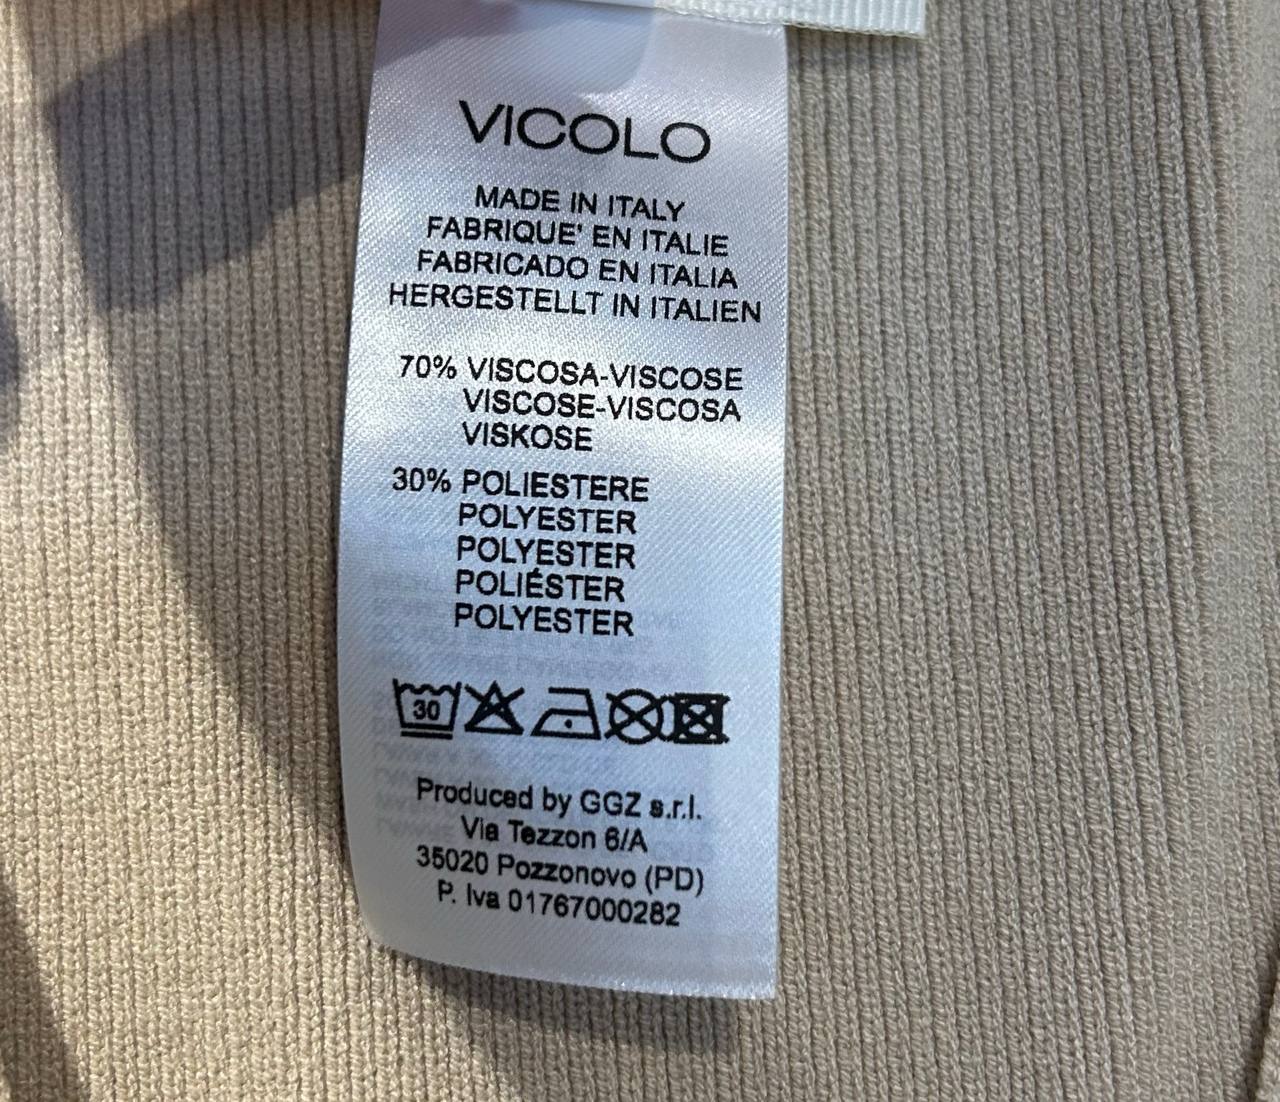 VICOLO
MADE IN ITALY
FABRIQUE' EN ITALIE
FABRICADO EN ITALIA
HERGESTELLT IN ITALIEN
70% VISCOSA-VISCOSE
VISCOSE-VISCOSA
VISKOSE
30% POLIESTERE
POLYESTER
POLYESTER
POLIÉSTER
POLYESTER
30
Produced by GGZ s.r.l.
Via Tezzon 6/A
35020 Pozzonovo (PD)
P. Iva 01767000282